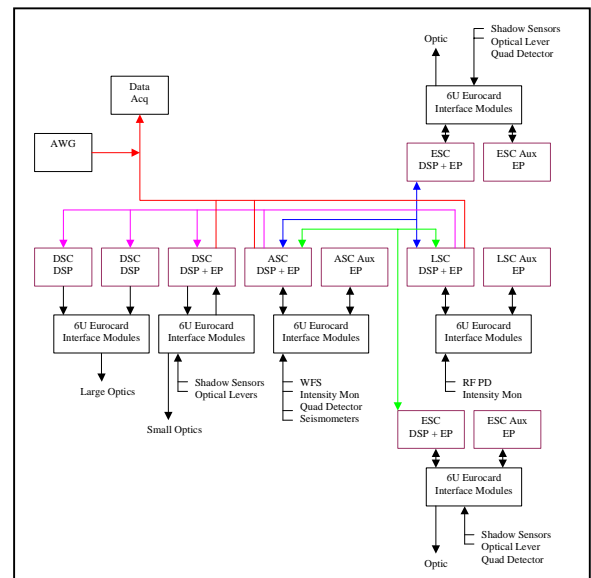 Shadow Sensors
Optic
Optical Lever
Quad Detector
Data
Acq
6U Eurocard
Interface Modules
AWG
ESC
DSP + EP
ESC Aux
EP
DSC
DSP
DSC
DSP
DSC
DSP + EP
ASC
DSP + EP
ASC Aux
EP
LSC
DSP + EP
LSC Aux
EP
6U Eurocard
Interface Modules
6U Eurocard
Interface Modules
6U Eurocard
Interface Modules
6U Eurocard
Interface Modules
Large Optics
Shadow Sensors
Optical Levers
Small Optics
WFS
Intensity Mon
Quad Detector
Seismometers
RF PD
Intensity Mon
ESC
DSP + EP
ESC Aux
EP
6U Eurocard
Interface Modules
Shadow Sensors
Optical Lever
Quad Detector
Optic